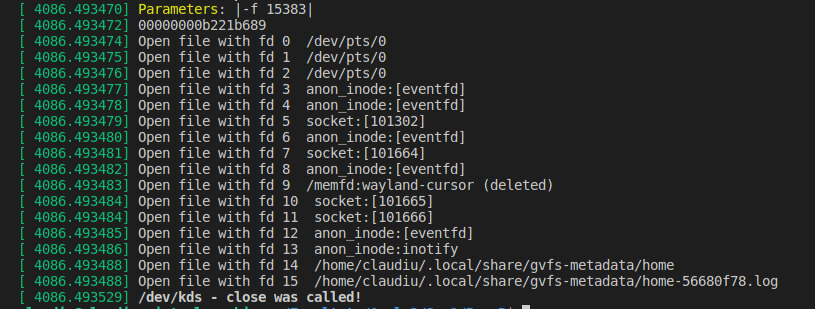 [ 4086.493470] Parameters: |-f 15383|
[ 4086.493472] 00000000b221b689
[ 4086.493474] Open file with fd 0  /dev/pts/0
[ 4086.493475] Open file with fd 1  /dev/pts/0
[ 4086.493476] Open file with fd 2  /dev/pts/0
[ 4086.493477] Open file with fd 3  anon_inode:[eventfd]
[ 4086.493478] Open file with fd 4  anon_inode:[eventfd]
[ 4086.493479] Open file with fd 5  socket:[101302]
[ 4086.493480] Open file with fd 6  anon_inode:[eventfd]
[ 4086.493481] Open file with fd 7  socket:[101664]
[ 4086.493482] Open file with fd 8  anon_inode:[eventfd]
[ 4086.493483] Open file with fd 9  /memfd:wayland-cursor (deleted)
[ 4086.493484] Open file with fd 10  socket:[101665]
[ 4086.493484] Open file with fd 11  socket:[101666]
[ 4086.493485] Open file with fd 12  anon_inode:[eventfd]
[ 4086.493486] Open file with fd 13  anon_inode:inotify
[ 4086.493488] Open file with fd 14  /home/claudiu/.local/share/gvfs-metadata/home
[ 4086.493488] Open file with fd 15  /home/claudiu/.local/share/gvfs-metadata/home-56680f78.log
[ 4086.493529] /dev/kds - close was called!